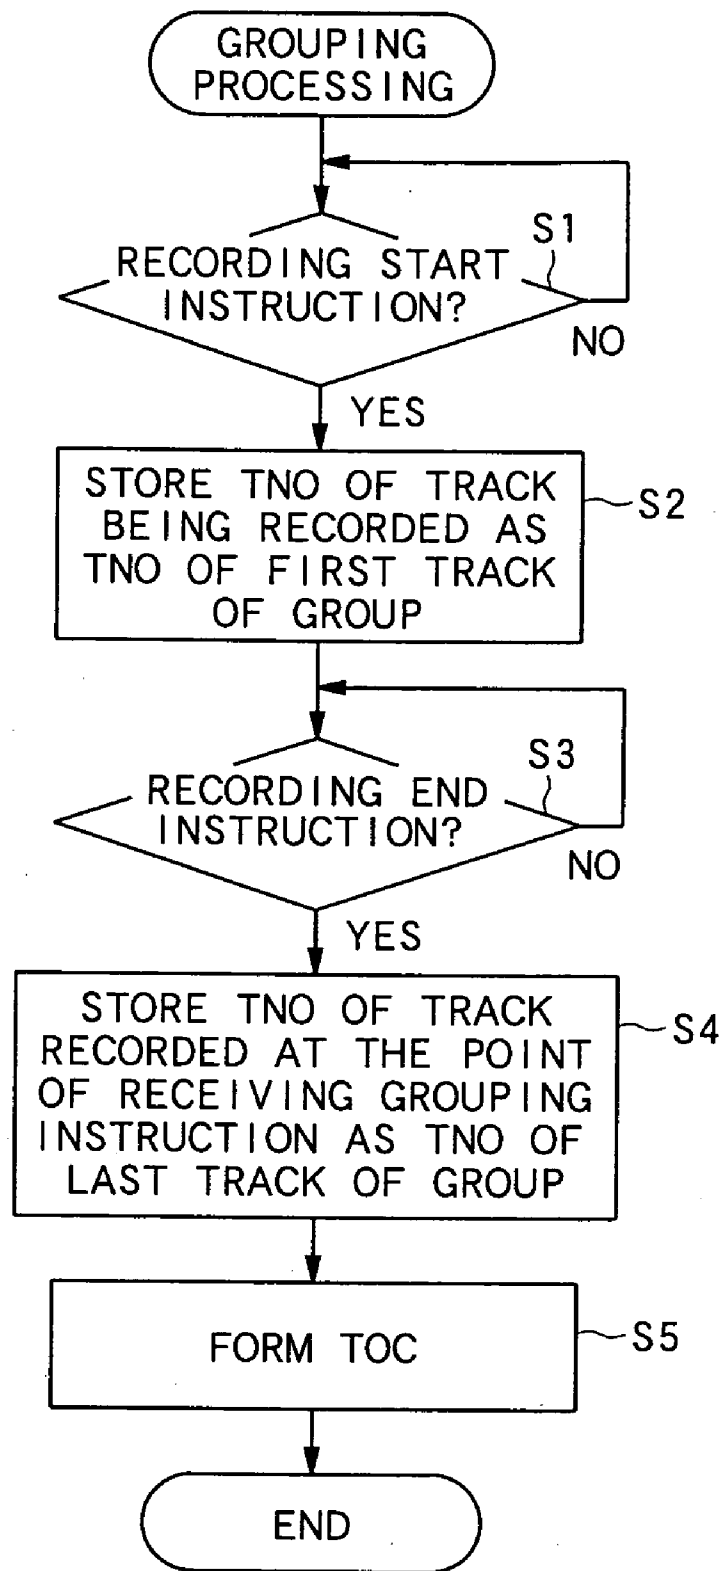 GROUPING
PROCESSING
S1
RECORDING START
INSTRUCTION?
NO
YES
STORE TNO OF TRACK
BEING RECORDED AS
TNO OF FIRST TRACK
OF GROUP
S2
S3
RECORDING END
INSTRUCTION?
NO
YES
STORE TNO OF TRACK
RECORDED AT THE POINT
OF RECEIVING GROUPING
INSTRUCTION AS TNO OF
LAST TRACK OF GROUP
S4
FORM TOC
S5
END